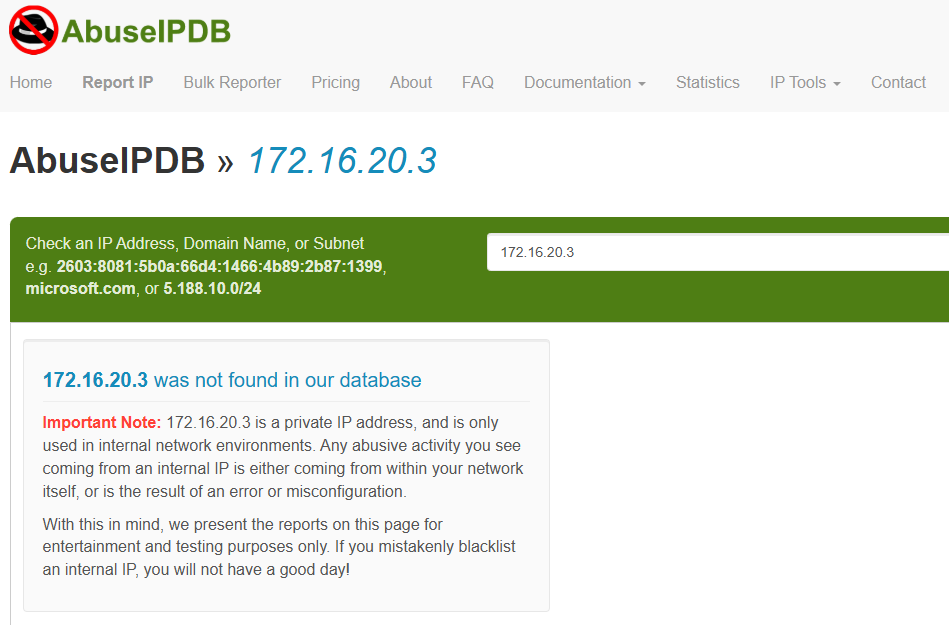 AbuseIPDB
Home Report IP Bulk Reporter Pricing About FAQ Documentation Statistics IP Tools Contact
AbuseIPDB » 172.16.20.3
Check an IP Address, Domain Name, or Subnet
e.g. 2603:8081:5b0a:66d4:1466:4b89:2b87:1399,
microsoft.com, or 5.188.10.0/24
172.16.20.3
172.16.20.3 was not found in our database
Important Note: 172.16.20.3 is a private IP address, and is only
used in internal network environments. Any abusive activity you see
coming from an internal IP is either coming from within your network
itself, or is the result of an error or misconfiguration.
With this in mind, we present the reports on this page for
entertainment and testing purposes only. If you mistakenly blacklist
an internal IP, you will not have a good day!